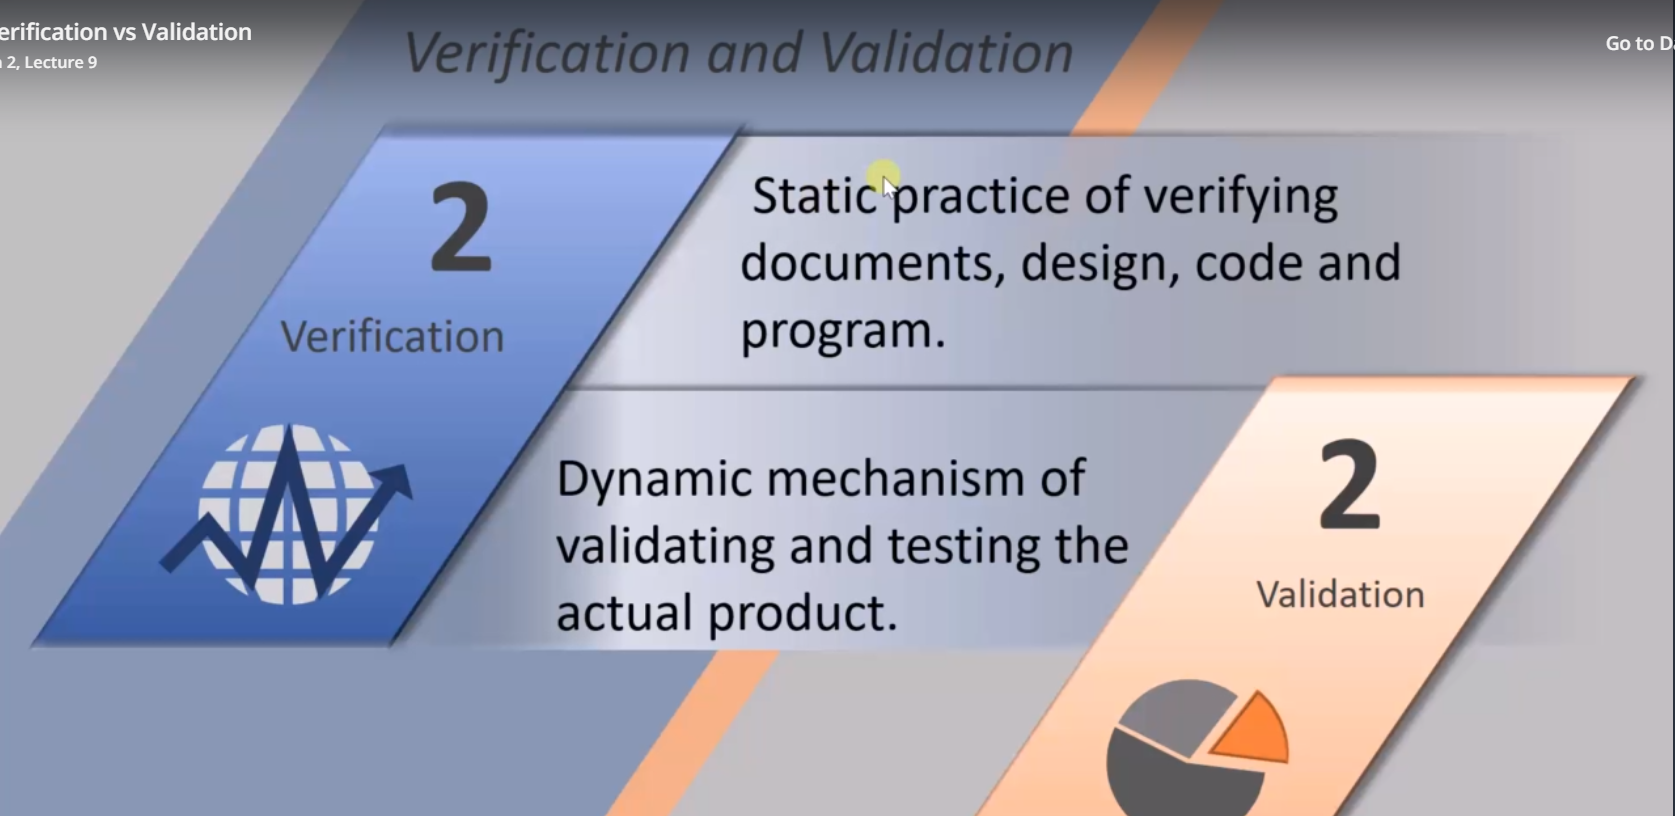 erification vs Validation
2, Lecture 9
Go to D
Verification and Validation
2
Verification
Static practice of verifying
documents, design, code and
program.
Dynamic mechanism of
validating and testing the
actual product.
2
Validation